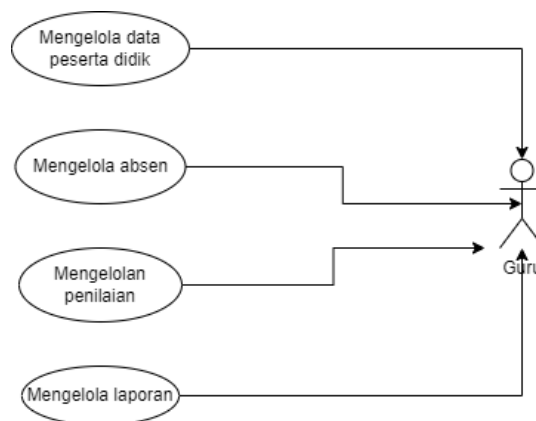 Mengelola data
peserta didik
Mengelola absen
Mengelolan
penilaian
Guru
Mengelola laporan